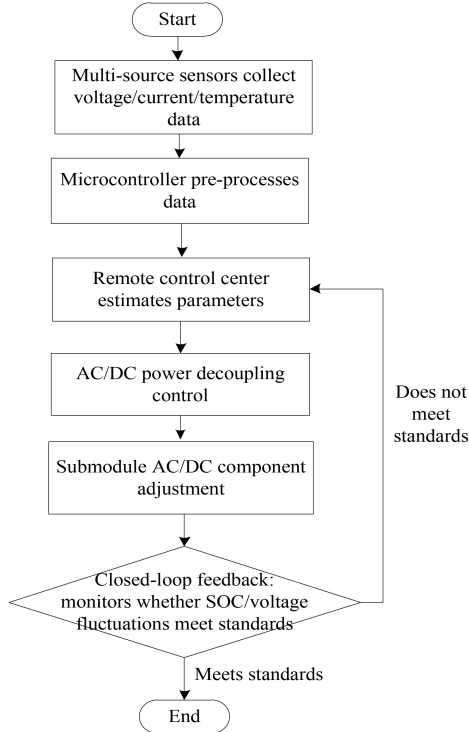 Start
Multi-source sensors collect
voltage/current/temperature
data
Microcontroller pre-processes
data
Remote control center
estimates parameters
AC/DC power decoupling
control
Submodule AC/DC component
adjustment
Closed-loop feedback:
monitors whether SOC/voltage
fluctuations meet standards
Does not
meet
standards
Meets standards
End